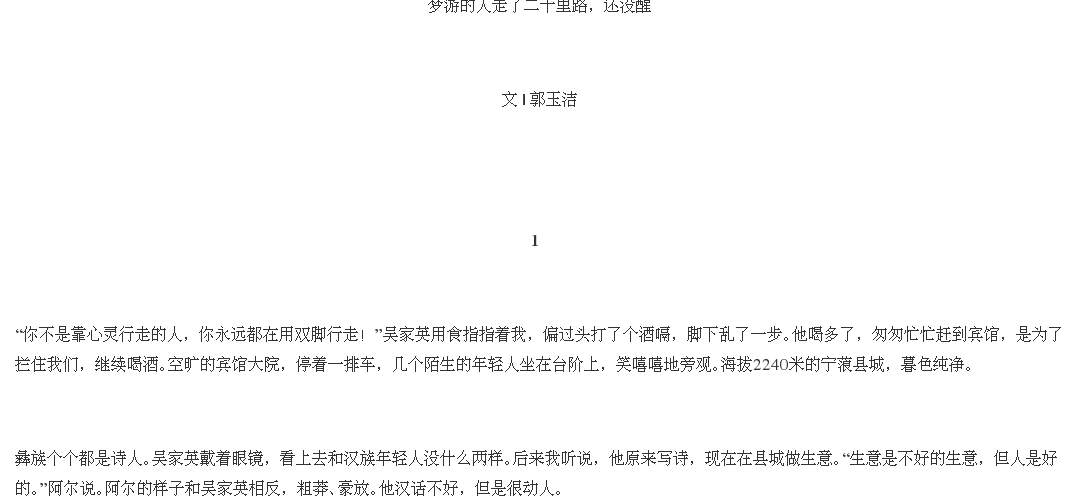 梦游的人走了二十里路，还没醒
文 I 郭玉洁
1
“你不是靠心灵行走的人，你永远都在用双脚行走！”吴家英用食指指着我，偏过头打了个酒嗝，脚下乱了一步。他喝多了，匆匆忙忙赶到宾馆，是为了
拦住我们，继续喝酒。空旷的宾馆大院，停着一排车，几个陌生的年轻人坐在台阶上，笑嘻嘻地旁观。海拔2240米的宁蒗县城，暮色纯净。
彝族个个都是诗人。吴家英戴着眼镜，看上去和汉族年轻人没什么两样。后来我听说，他原来写诗，现在在县城做生意。“生意是不好的生意，但人是好
的。”阿尔说。阿尔的样子和吴家英相反，粗莽、豪放。他汉话不好，但是很动人。